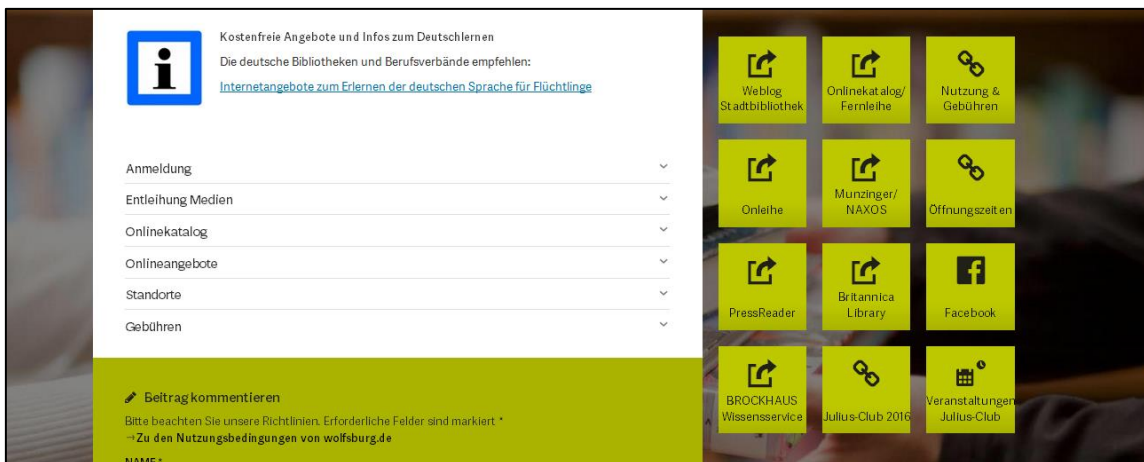 Kostenfreie Angebote und Infos zum Deutschlernen
Die deutsche Bibliotheken und Berufsverbände empfehlen:
Internetangebote zum Erlernen der deutschen Sprache für Flüchtlinge
Anmeldung
Entleihung Medien
Onlinekatalog
Onlineangebote
Standorte
Gebühren
Beitrag kommentieren
Bitte beachten Sie unsere Richtlinien. Erforderliche Felder sind markiert *
→Zu den Nutzungsbedingungen von wolfsburg.de
NAME *
Weblog
Stadtbibliothek
Onlinekatalog/
Fernleihe
Nutzung &
Gebühren
Onleihe
Munzinger/
NAXOS
Öffnungszeiten
PressReader
Britannica
Library
Facebook
BROCKHAUS
Wissensservice
Julius-Club 2016
Veranstaltungen
Julius-Club